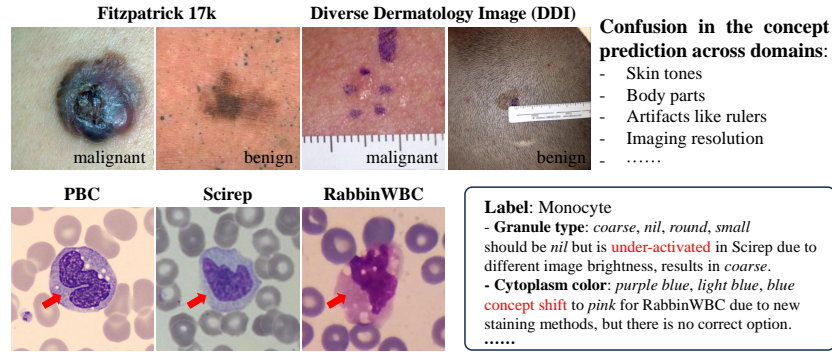 Fitzpatrick 17k
Diverse Dermatology Image (DDI)
malignant
benign
malignant
benign
Confusion in the concept
prediction across domains:
- Skin tones
- Body parts
- Artifacts like rulers
- Imaging resolution
- ……
PBC
Scirep
RabbinWBC
Label: Monocyte
- Granule type: coarse, nil, round, small
should be nil but is under-activated in Scirep due to
different image brightness, results in coarse.
- Cytoplasm color: purple blue, light blue, blue
concept shift to pink for RabbinWBC due to new
staining methods, but there is no correct option.
……